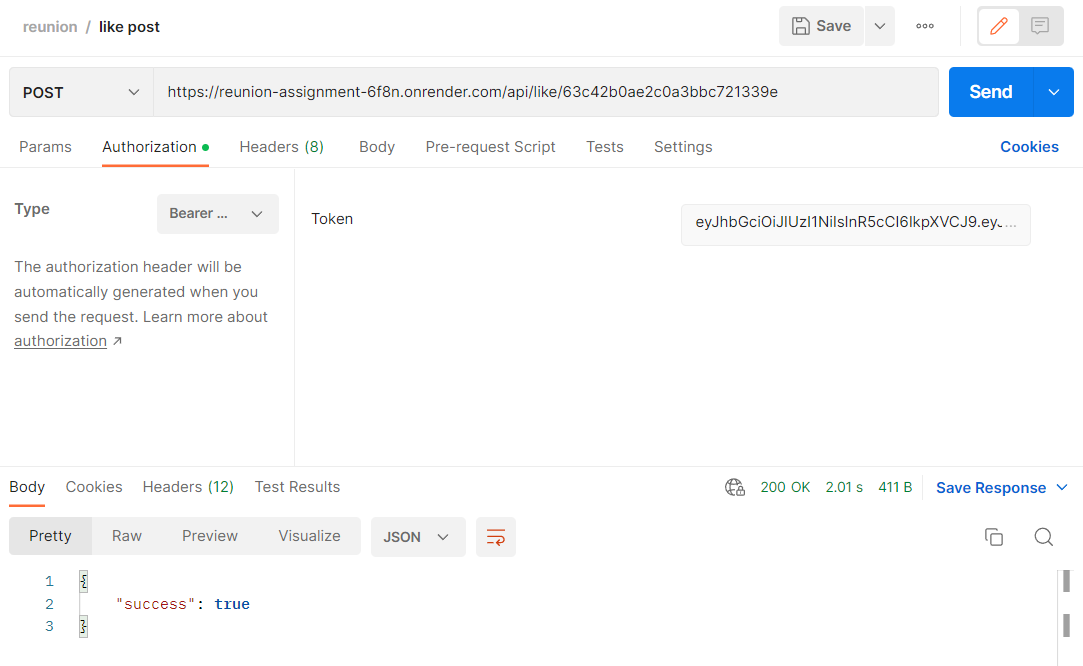 reunion / like post
Save
POST
https://reunion-assignment-6f8n.onrender.com/api/like/63c42b0ae2c0a3bbc721339e
Send
Params Authorization Headers (8) Body Pre-request Script Tests Settings Cookies
Type
Bearer ...
The authorization header will be
automatically generated when you
send the request. Learn more about
authorization ↗
Token
eyJhbGciOiJIUzI1NiIsInR5cCI6IkpXVCJ9.eyJ...
Body Cookies Headers (12) Test Results
200 OK 2.01 s 411 B Save Response
Pretty Raw Preview Visualize JSON
1 {
2 "success": true
3 }